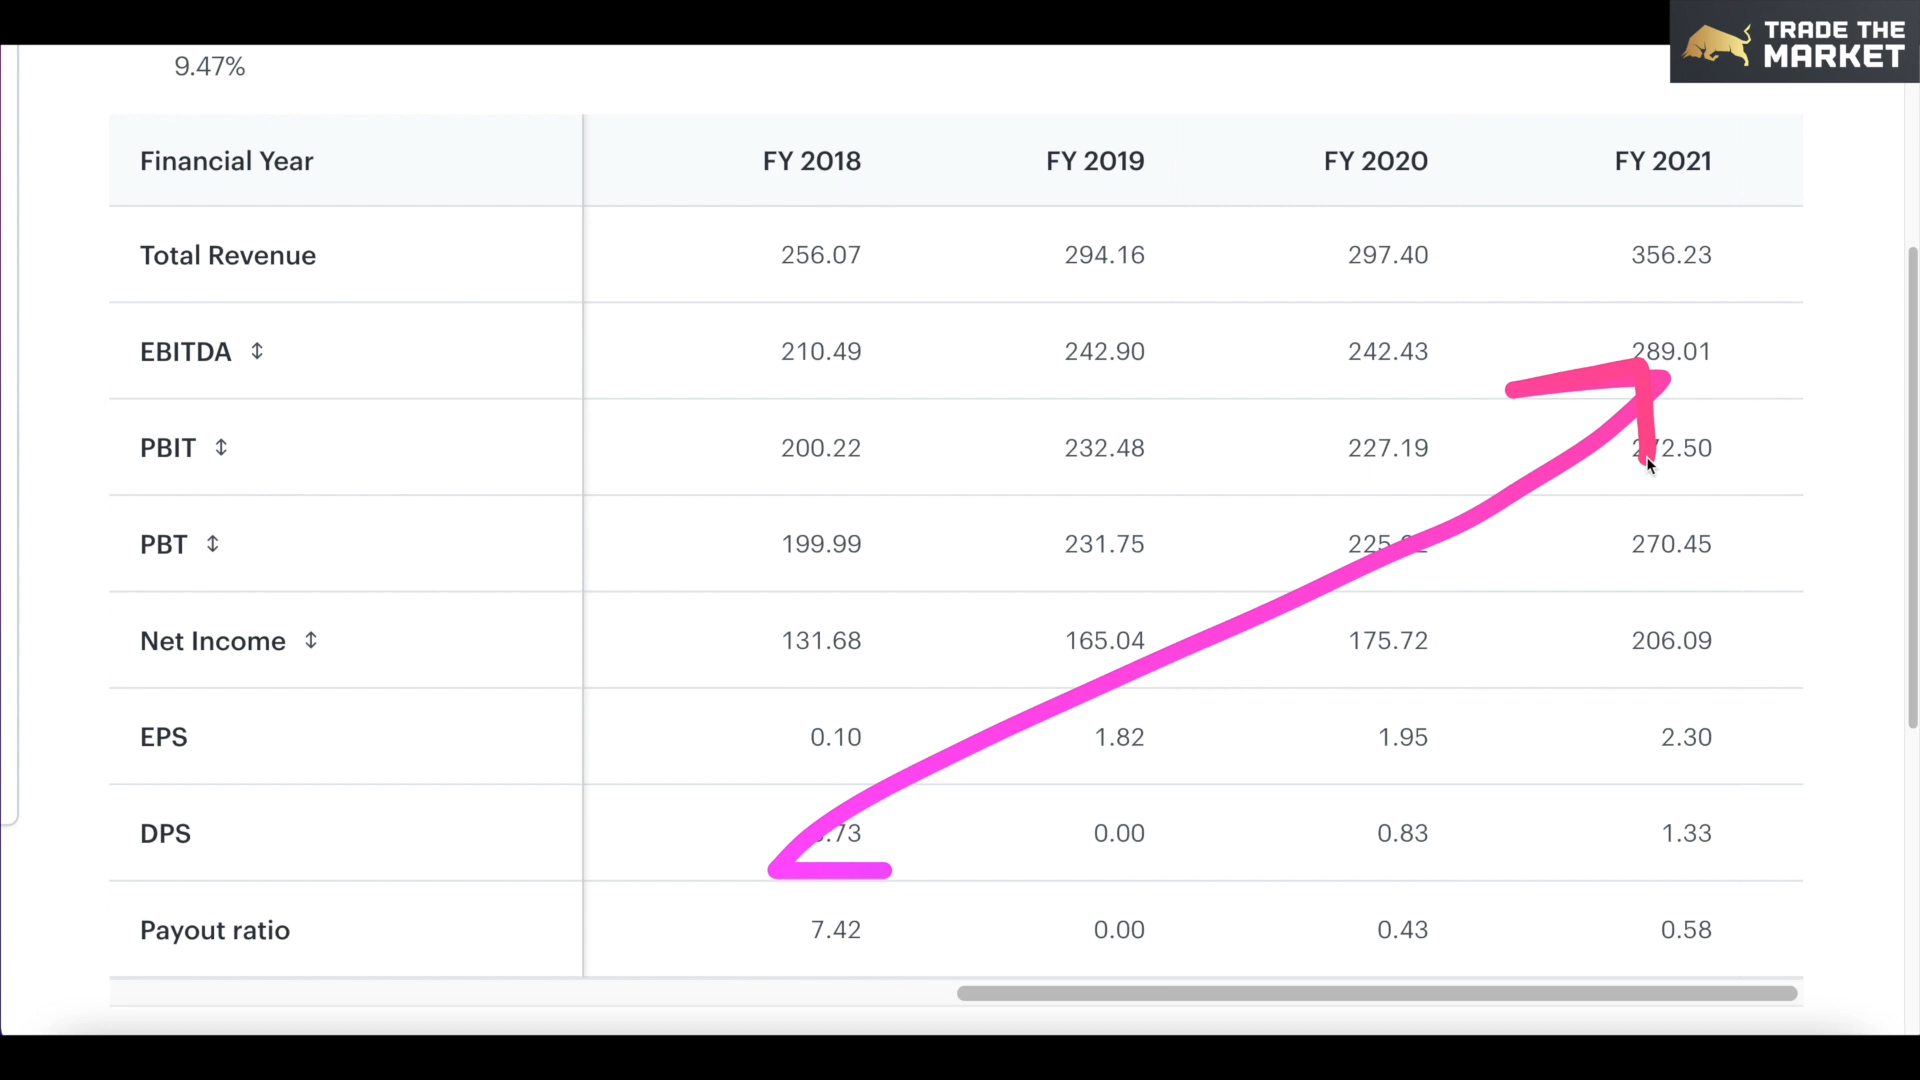 TRADE THE
MARKET
9.47%
Financial Year FY 2018 FY 2019 FY 2020 FY 2021
Total Revenue 256.07 294.16 297.40 356.23
EBITDA 210.49 242.90 242.43 289.01
PBIT 200.22 232.48 227.19 272.50
PBT 199.99 231.75 270.45
Net Income 131.68 165.04 175.72 206.09
EPS 0.10 1.82 1.95 2.30
DPS 0.00 0.83 1.33
Payout ratio 7.42 0.00 0.43 0.58